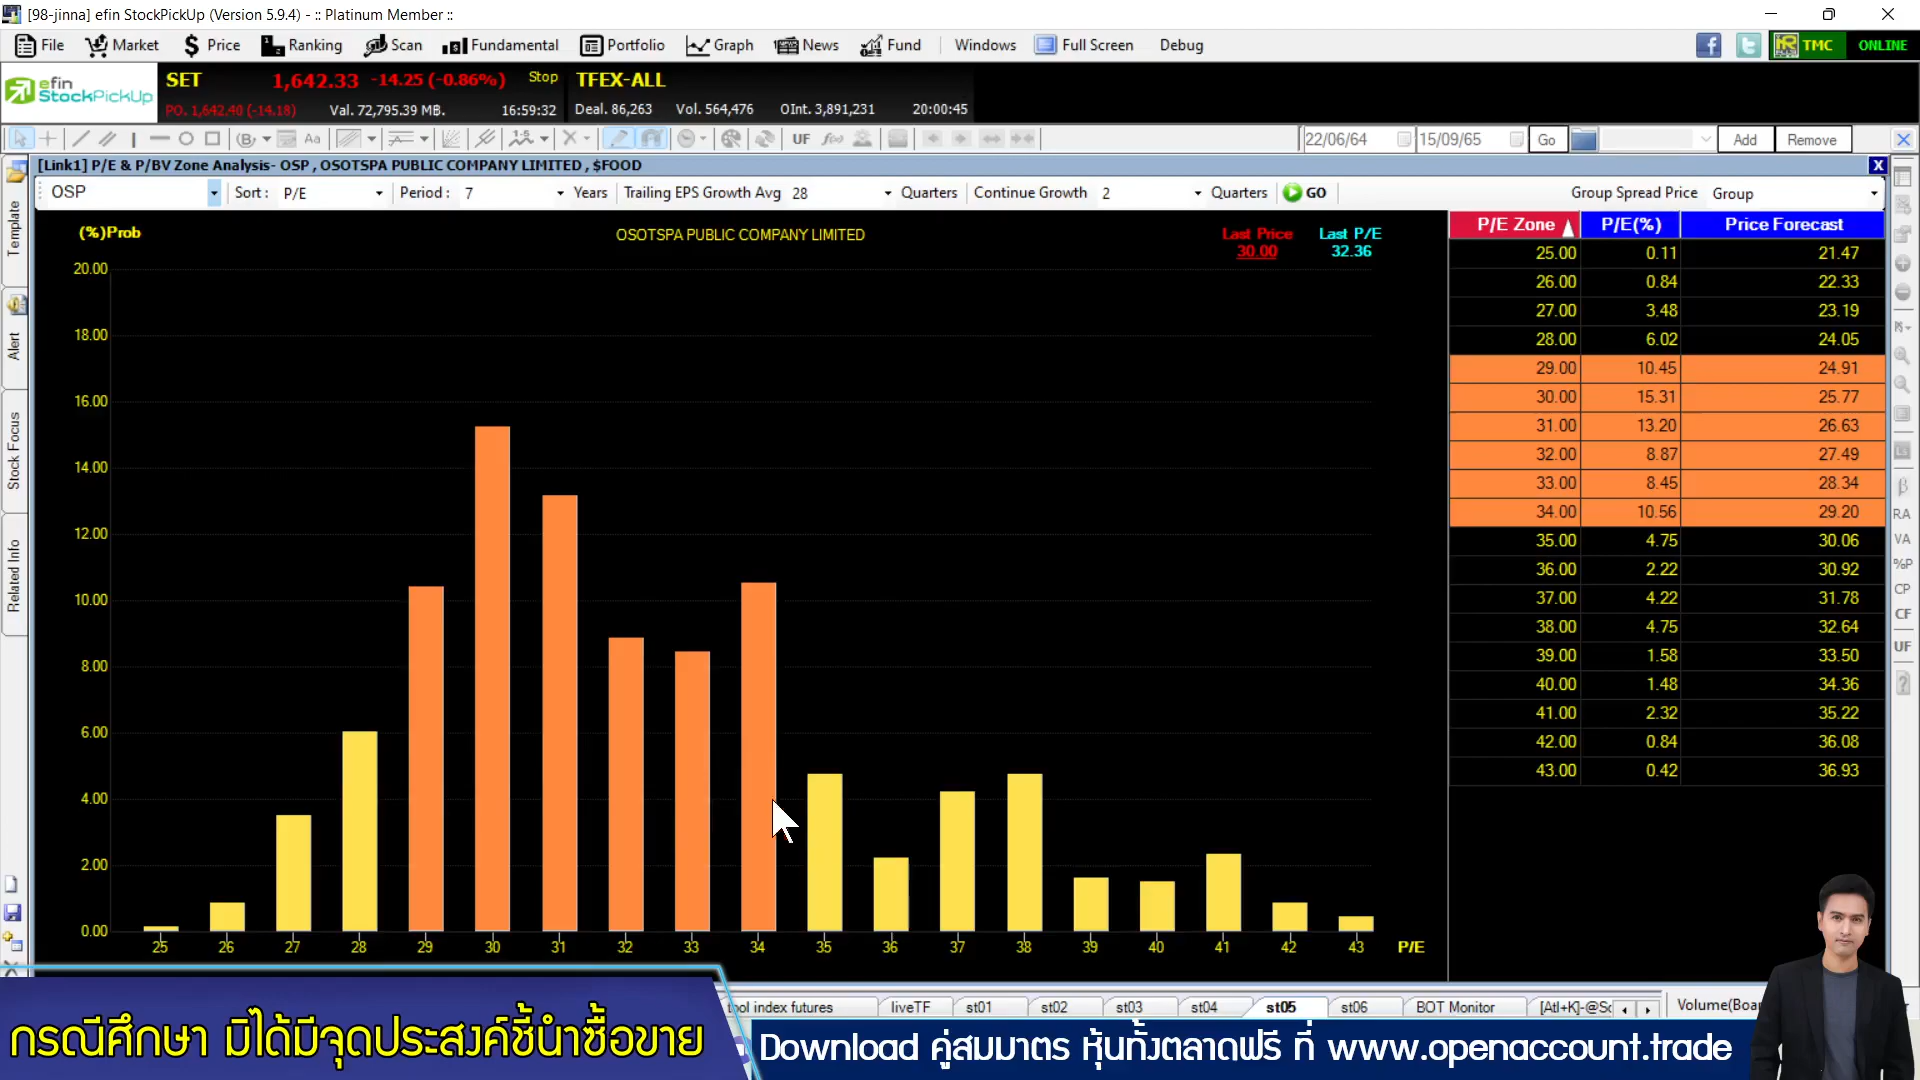 [98-jinna] efin StockPickUp (Version 5.9.4) - :: Platinum Member ::
File Market Price Ranking Scan Fundamental Portfolio Graph News Fund Windows Full Screen Debug TMC ONLINE
efin StockPickUp
SET 1,642.33 -14.25 (-0.86%) Stop TFEX-ALL
PO. 1,642.40 (-14.18) Val. 72,795.39 MB. 16:59:32 Deal. 86,263 Vol. 564,476 OInt. 3,891,231 20:00:45
UF 22/06/64 15/09/65 Go Add Remove
[Link1] P/E & P/BV Zone Analysis- OSP , OSOTSPA PUBLIC COMPANY LIMITED , $FOOD X
OSP Sort : P/E Period : 7 Years Trailing EPS Growth Avg 28 Quarters Continue Growth 2 Quarters GO Group Spread Price Group
Template
Alert
Stock Focus
Related Info
(%)Prob
OSOTSPA PUBLIC COMPANY LIMITED
Last Price
30.00
Last P/E
32.36
20.00
18.00
16.00
14.00
12.00
10.00
8.00
6.00
4.00
2.00
0.00
25 26 27 28 29 30 31 32 33 34 35 36 37 38 39 40 41 42 43 P/E
P/E Zone P/E(%) Price Forecast
25.00 0.11 21.47
26.00 0.84 22.33
27.00 3.48 23.19
28.00 6.02 24.05
29.00 10.45 24.91
30.00 15.31 25.77
31.00 13.20 26.63
32.00 8.87 27.49
33.00 8.45 28.34
34.00 10.56 29.20
35.00 4.75 30.06
36.00 2.22 30.92
37.00 4.22 31.78
38.00 4.75 32.64
39.00 1.58 33.50
40.00 1.48 34.36
41.00 2.32 35.22
42.00 0.84 36.08
43.00 0.42 36.93
RA
VA
%P
CP
CF
UF
index futures liveTF st01 st02 st03 st04 st05 st06 BOT Monitor
กรณีศึกษา มิได้มีจุดประสงค์ชี้นำซื้อขาย
Download คู่สมมาตร หุ้นทั้งตลาดฟรี ที่ www.openaccount.trade